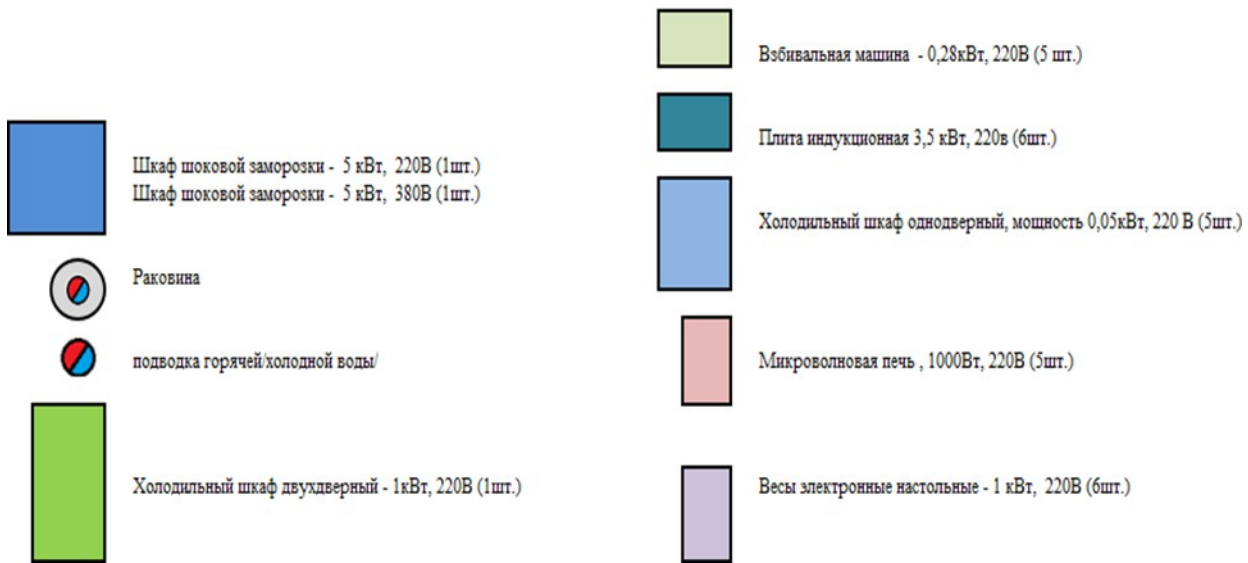 Шкаф шоковой заморозки - 5 кВт, 220В (1шт.)
Шкаф шоковой заморозки - 5 кВт, 380В (1шт.)
Раковина
подводка горячей/холодной воды/
Холодильный шкаф двухдверный - 1кВт, 220В (1шт.)
Взбивальная машина - 0,28кВт, 220В (5 шт.)
Плита индукционная 3,5 кВт, 220в (6шт.)
Холодильный шкаф однодверный, мощность 0,05кВт, 220 В (5шт.)
Микроволновая печь , 1000Вт, 220В (5шт.)
Весы электронные настольные - 1 кВт, 220В (6шт.)